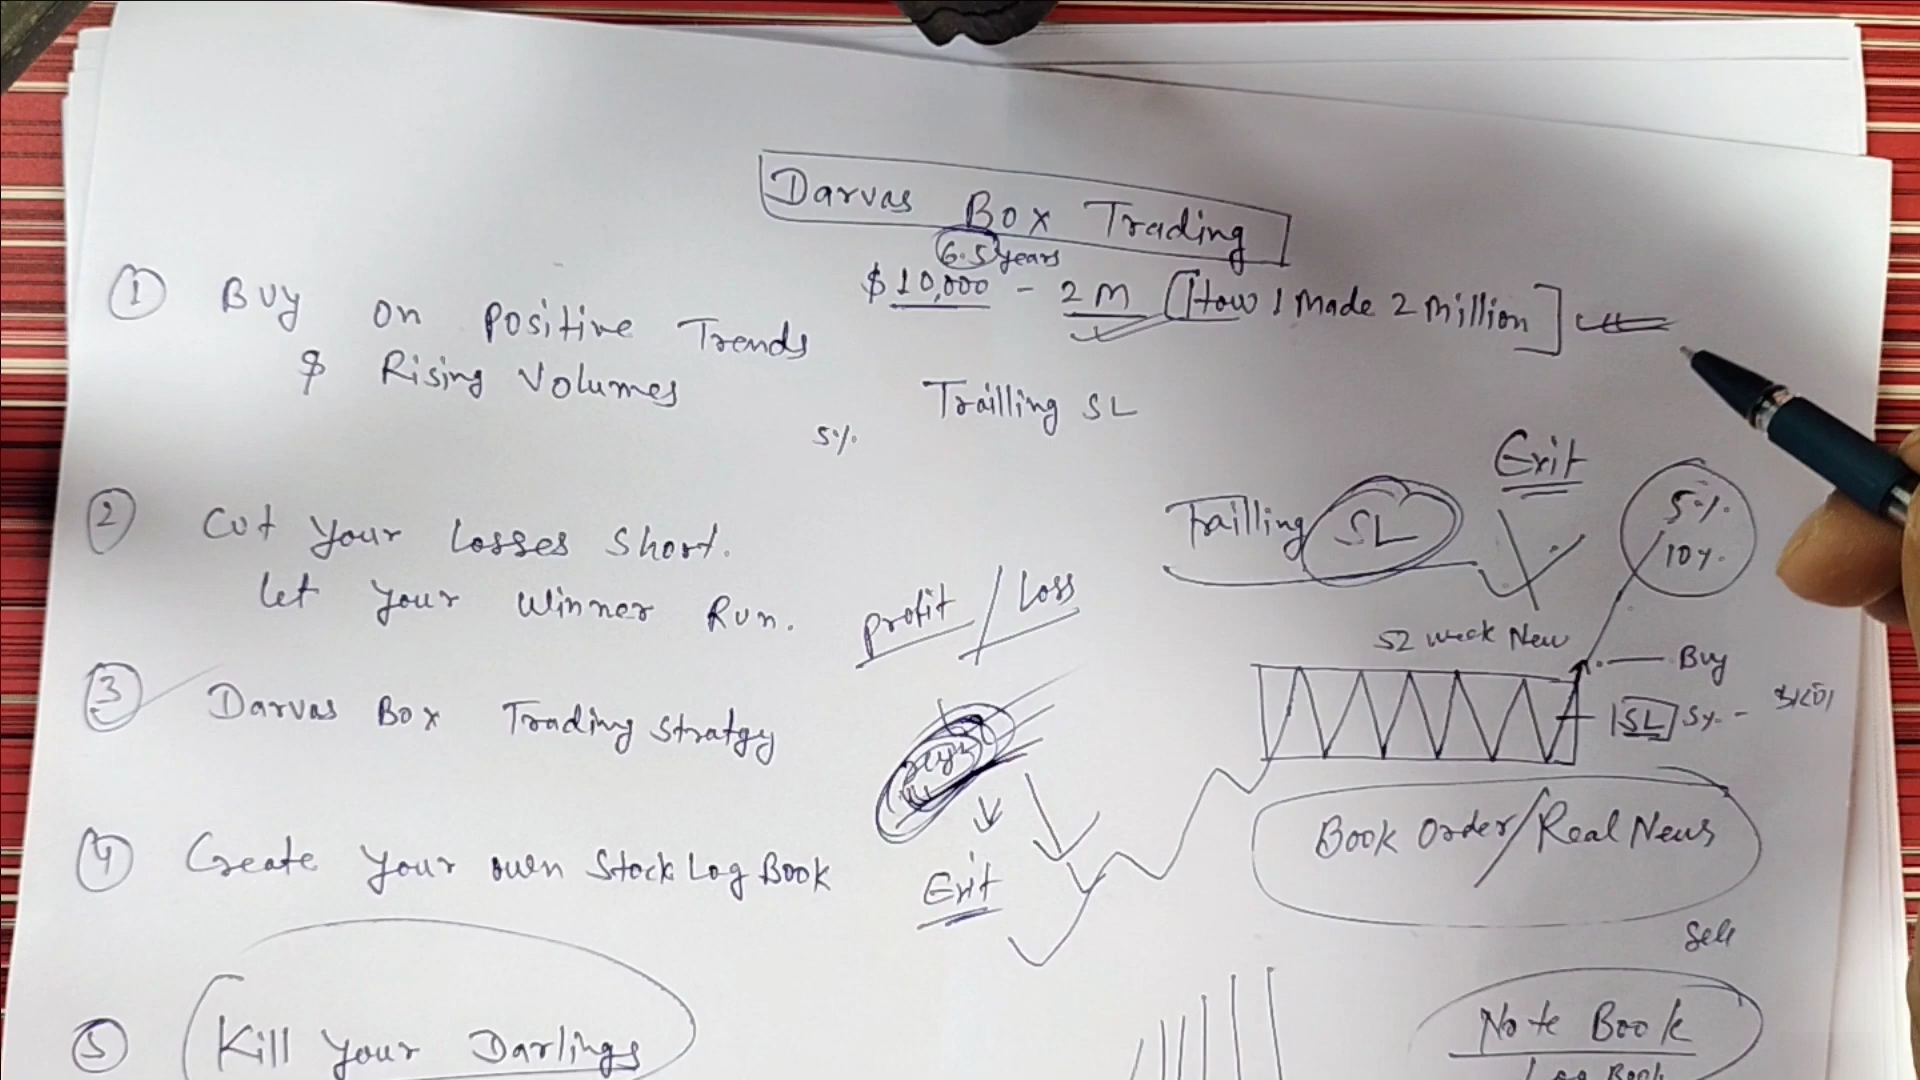 Darvas Box Trading
6.5 years
$10,000 - 2M [How I Made 2 Million]
① Buy on Positive Trends
& Rising Volumes
Trailling SL
5%
② Cut Your Losses Short.
Let Your Winner Run.
Profit / Loss
Trailling SL
Exit
5%
10%
52 week New
Buy
SL 5% -
③ Darvas Box Trading Stratgy
④ Create Your own Stock Log Book
Exit
Book Order/Real News
Sell
⑤ Kill Your Darlings
Note Book
Log Book